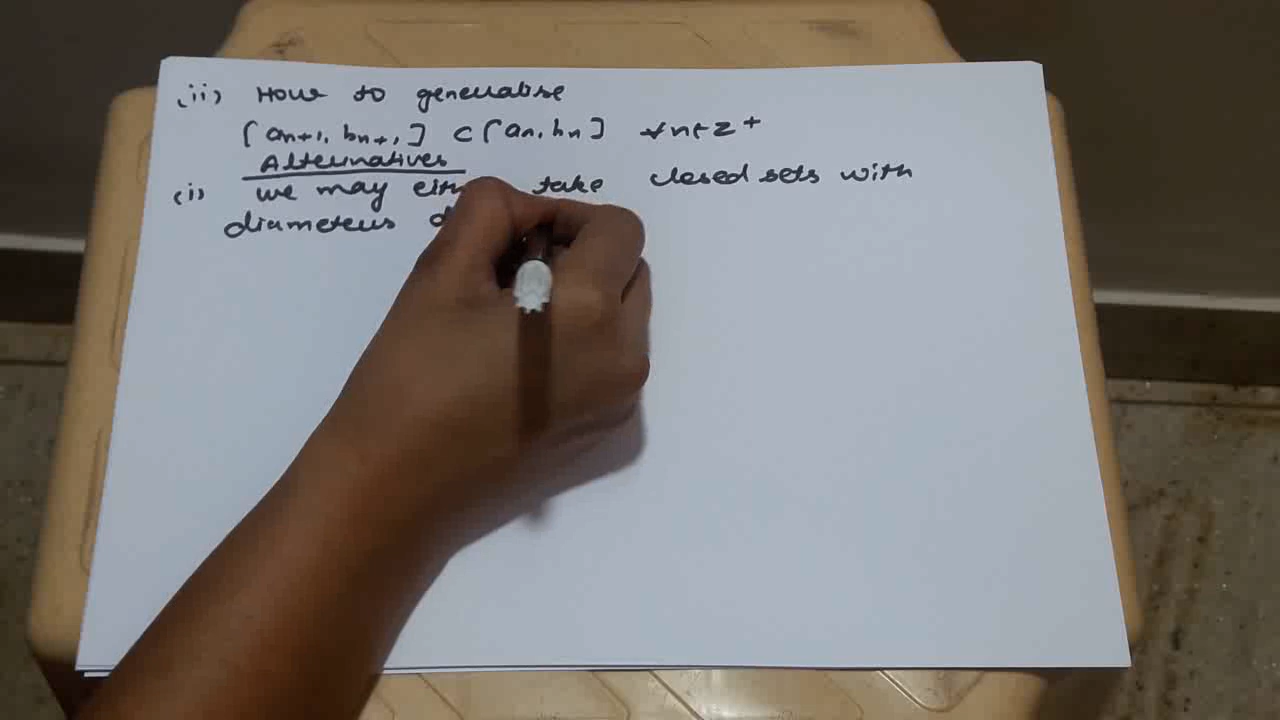 (ii) How to generalise
[an+1, bn+1] ⊂ [an, bn] ∀n∈Z+
Alternatives
(i) we may take closed sets with
diameters